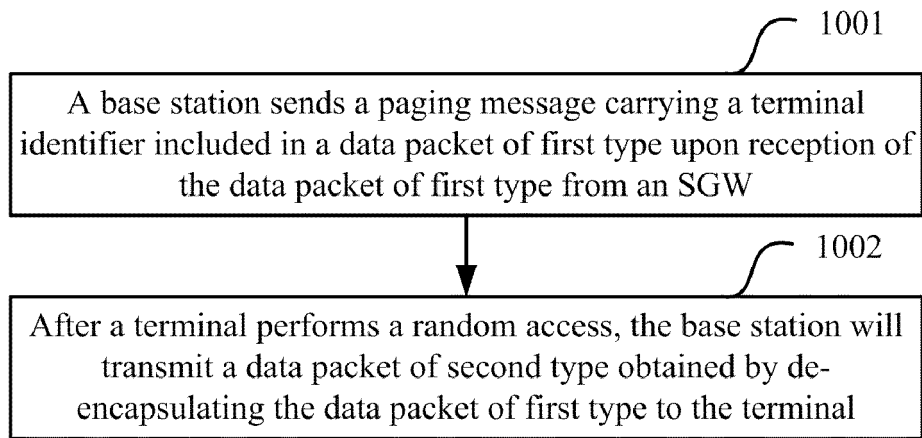 1001
A base station sends a paging message carrying a terminal
identifier included in a data packet of first type upon reception of
the data packet of first type from an SGW
1002
After a terminal performs a random access, the base station will
transmit a data packet of second type obtained by de-
encapsulating the data packet of first type to the terminal